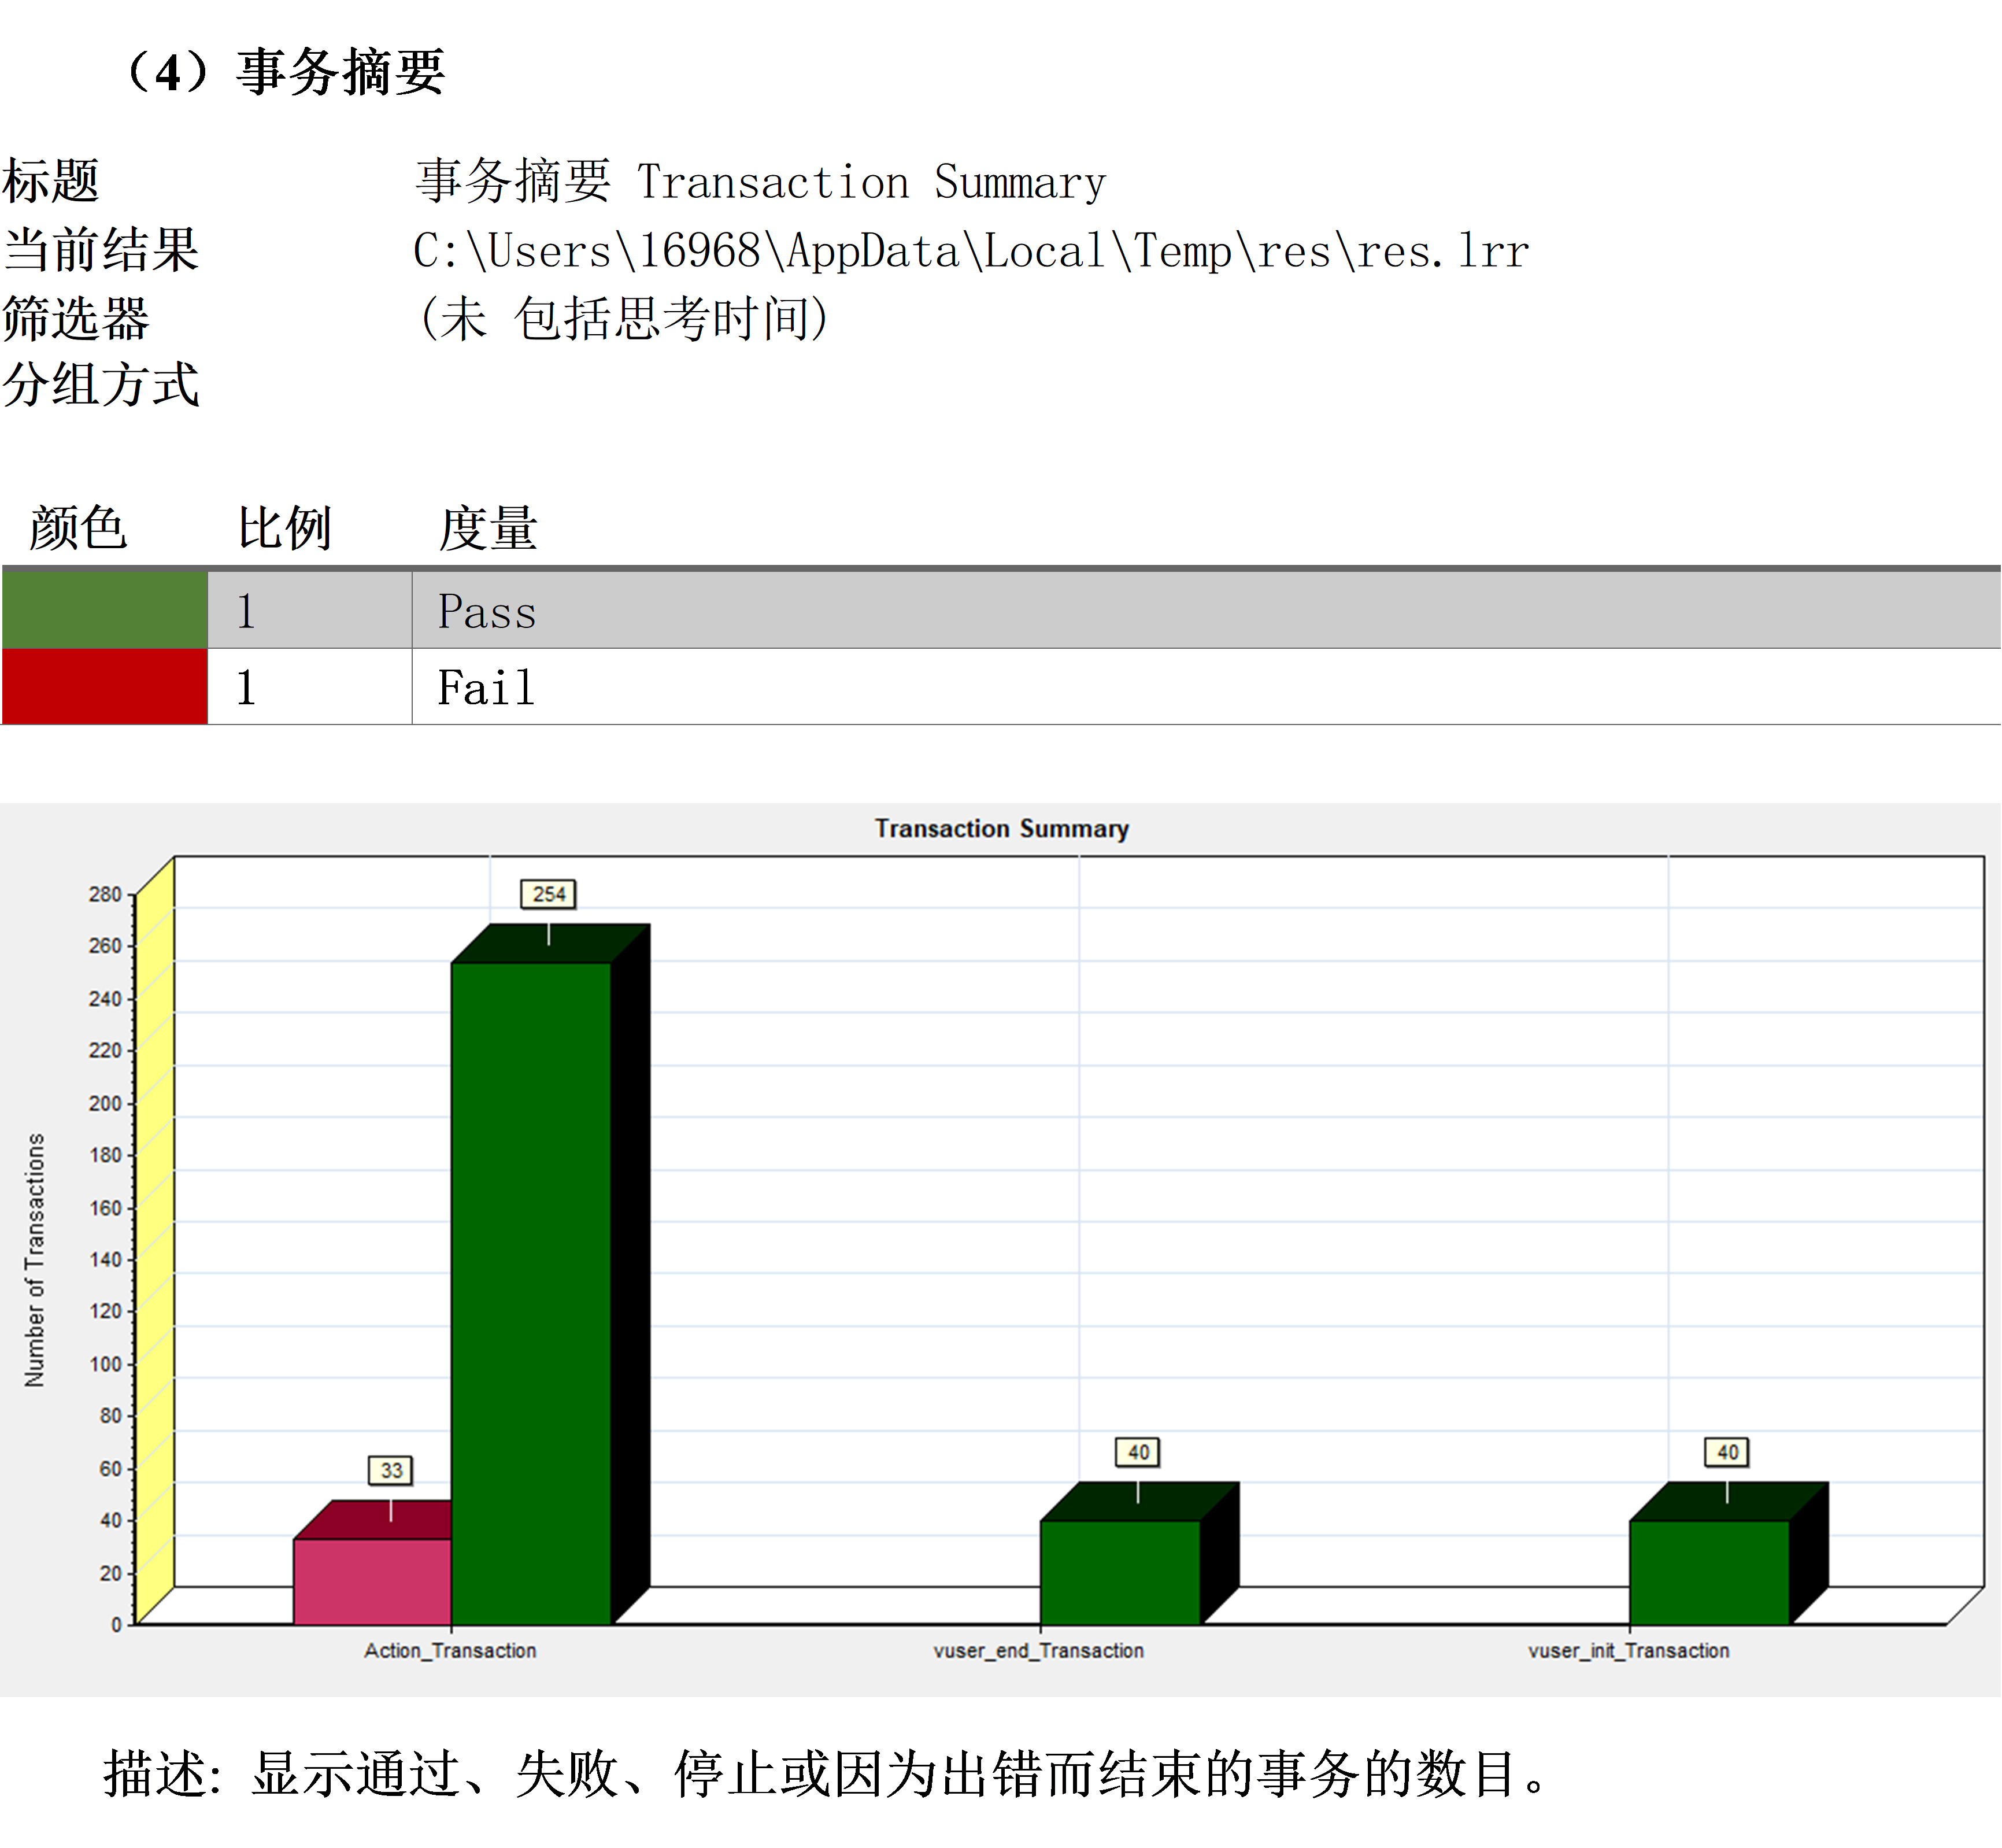 （4）事务摘要
标题 事务摘要 Transaction Summary
当前结果 C:\Users\16968\AppData\Local\Temp\res\res.lrr
筛选器 (未 包括思考时间)
分组方式
颜色 比例 度量
1 Pass
1 Fail
Transaction Summary
280
260
240
220
200
180
160
140
120
100
80
60
40
20
0
Number of Transactions
254
33
40
40
Action_Transaction vuser_end_Transaction vuser_init_Transaction
描述: 显示通过、失败、停止或因为出错而结束的事务的数目。